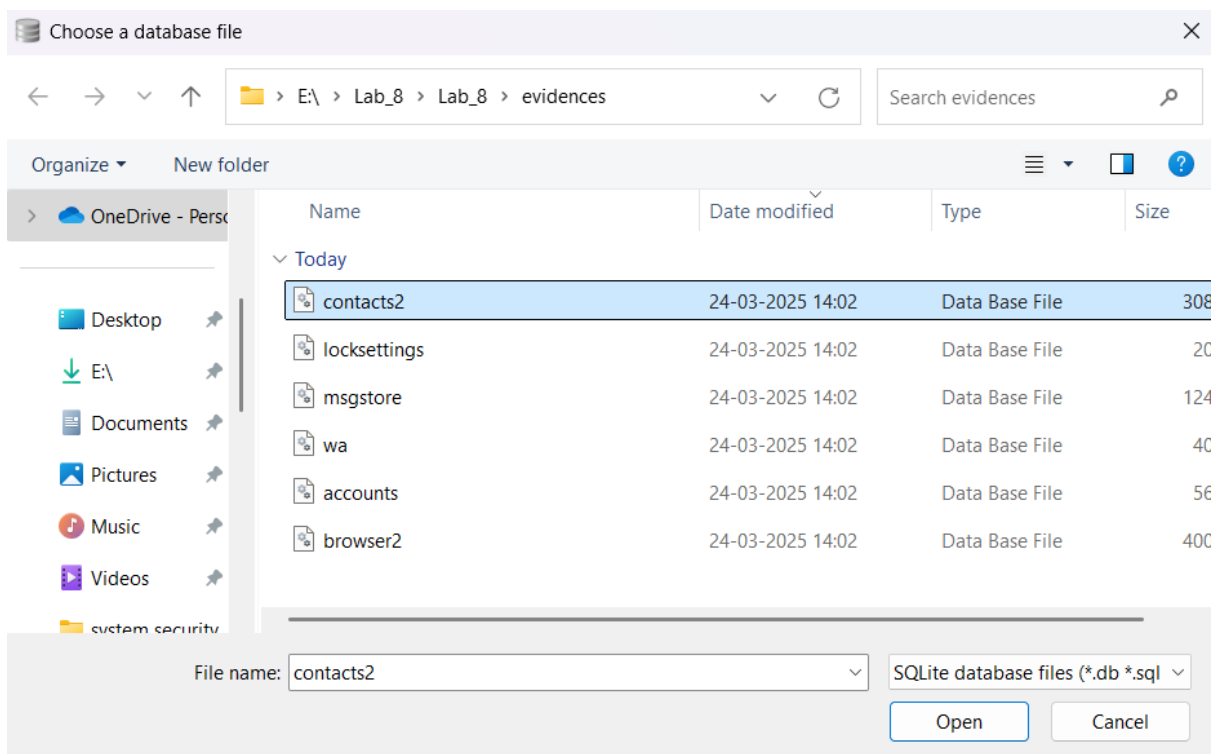 Choose a database file
E:\ > Lab_8 > Lab_8 > evidences
Search evidences
Organize
New folder
OneDrive - Perso
Name
Date modified
Type
Size
Today
contacts2 24-03-2025 14:02 Data Base File 308
locksettings 24-03-2025 14:02 Data Base File 20
msgstore 24-03-2025 14:02 Data Base File 124
wa 24-03-2025 14:02 Data Base File 40
accounts 24-03-2025 14:02 Data Base File 56
browser2 24-03-2025 14:02 Data Base File 400
Desktop
E:\
Documents
Pictures
Music
Videos
system security
File name: contacts2
SQLite database files (*.db *.sql
Open
Cancel